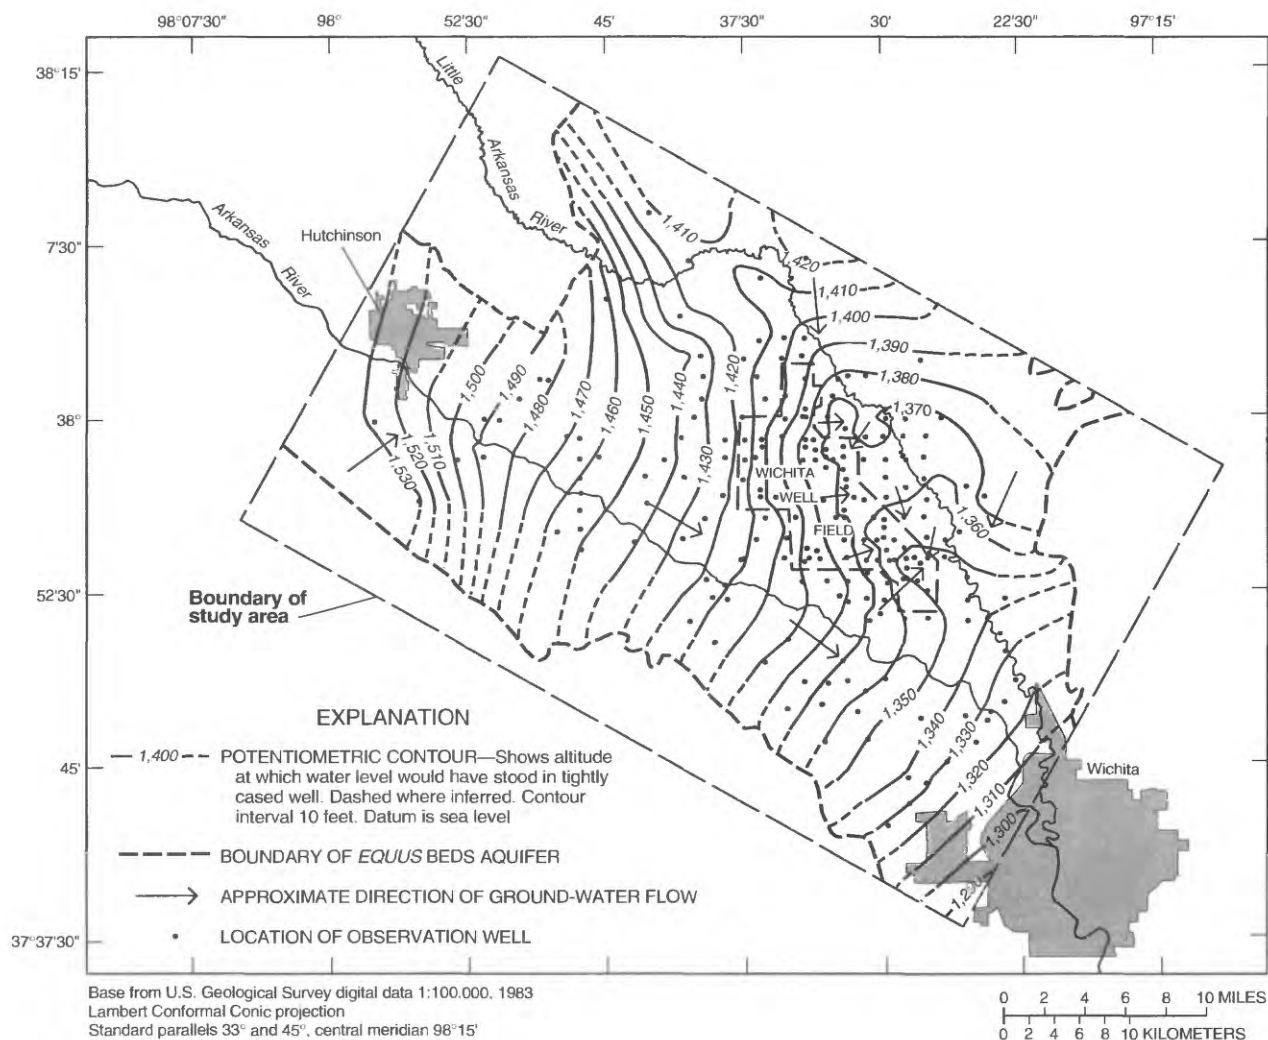 98°07'30" 98° 52'30" 45' 37'30" 30' 22'30" 97°15'
38°15'
7'30"
38°
52'30"
45'
37°37'30"
Little
Arkansas
River
Arkansas
River
Hutchinson
1,410
1,420
1,410
1,400
1,390
1,380
1,370
1,360
1,530
1,520
1,510
1,500
1,490
1,480
1,470
1,460
1,450
1,440
1,430
1,420
WICHITA
WELL
FIELD
1,350
1,340
1,330
1,320
1,310
1,300
Wichita
Boundary of
study area
EXPLANATION
1,400 POTENTIOMETRIC CONTOUR—Shows altitude
at which water level would have stood in tightly
cased well. Dashed where inferred. Contour
interval 10 feet. Datum is sea level
BOUNDARY OF EQUUS BEDS AQUIFER
APPROXIMATE DIRECTION OF GROUND-WATER FLOW
LOCATION OF OBSERVATION WELL
Base from U.S. Geological Survey digital data 1:100,000, 1983
Lambert Conformal Conic projection
Standard parallels 33° and 45°, central meridian 98°15'
0 2 4 6 8 10 MILES
0 2 4 6 8 10 KILOMETERS